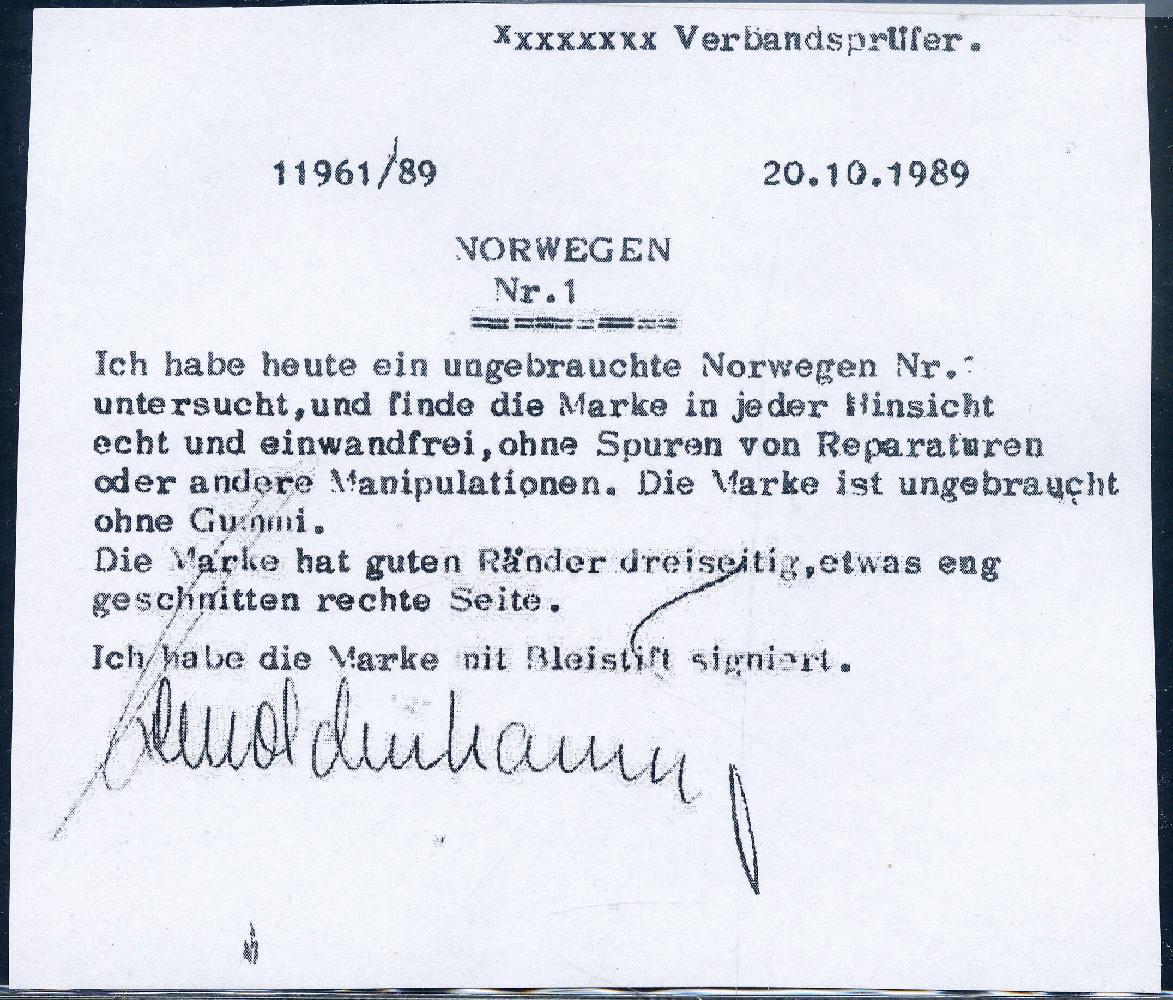 xxxxxxxx Verbandsprüfer.
11961/89 20.10.1989
NORWEGEN
Nr.1
Ich habe heute ein ungebrauchte Norwegen Nr.
untersucht,und finde die Marke in jeder Hinsicht
echt und einwandfrei,ohne Spuren von Reparaturen
oder andere Manipulationen. Die Marke ist ungebraucht
ohne Gummi.
Die Marke hat guten Ränder dreiseitig,etwas eng
geschnitten rechte Seite.
Ich habe die Marke mit Bleistift signiert.